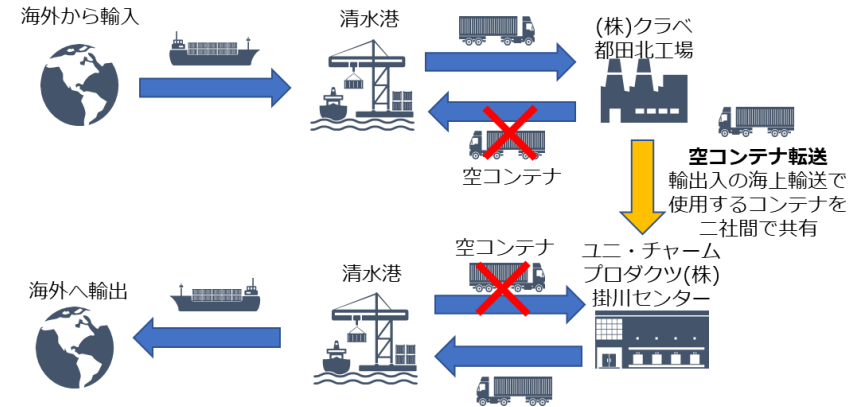 海外から輸入
清水港
(株)クラベ
都田北工場
空コンテナ
空コンテナ転送
輸出入の海上輸送で
使用するコンテナを
二社間で共有
空コンテナ
ユニ・チャーム
プロダクツ(株)
掛川センター
清水港
海外へ輸出